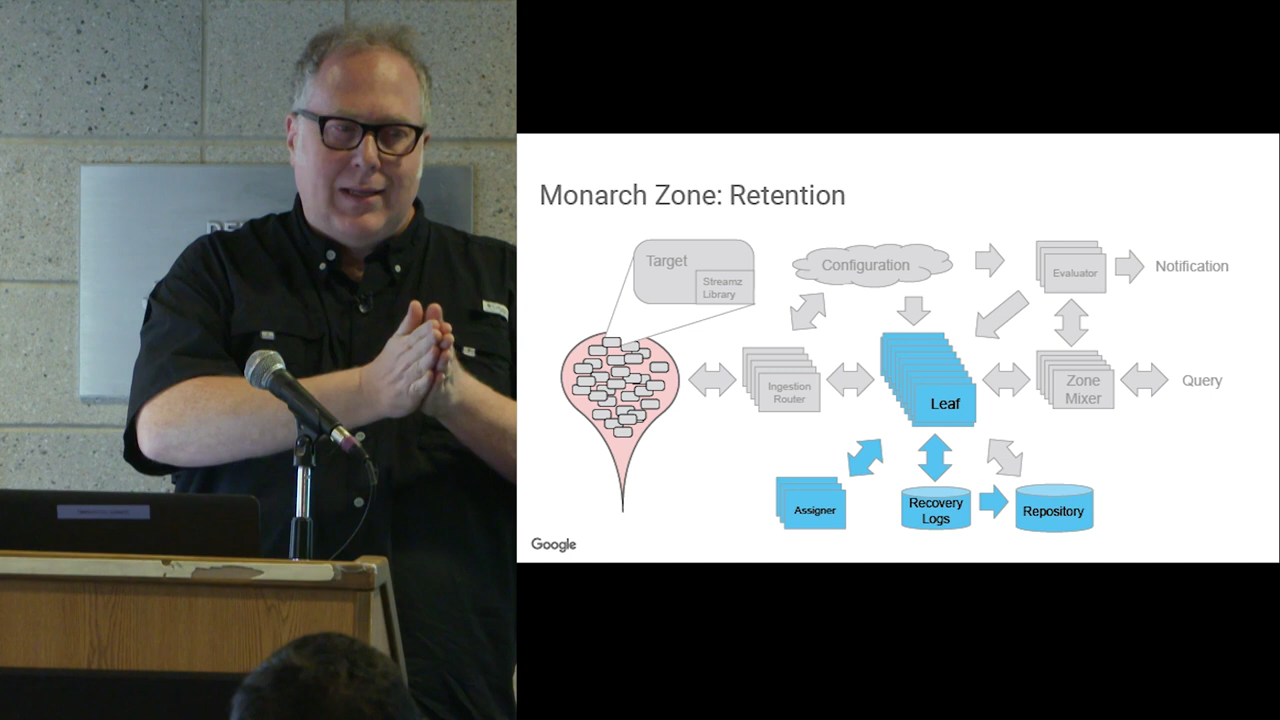 Monarch Zone: Retention
Target
Streamz
Library
Configuration
Evaluator
Notification
Ingestion
Router
Leaf
Zone
Mixer
Query
Assigner
Recovery
Logs
Repository
Google